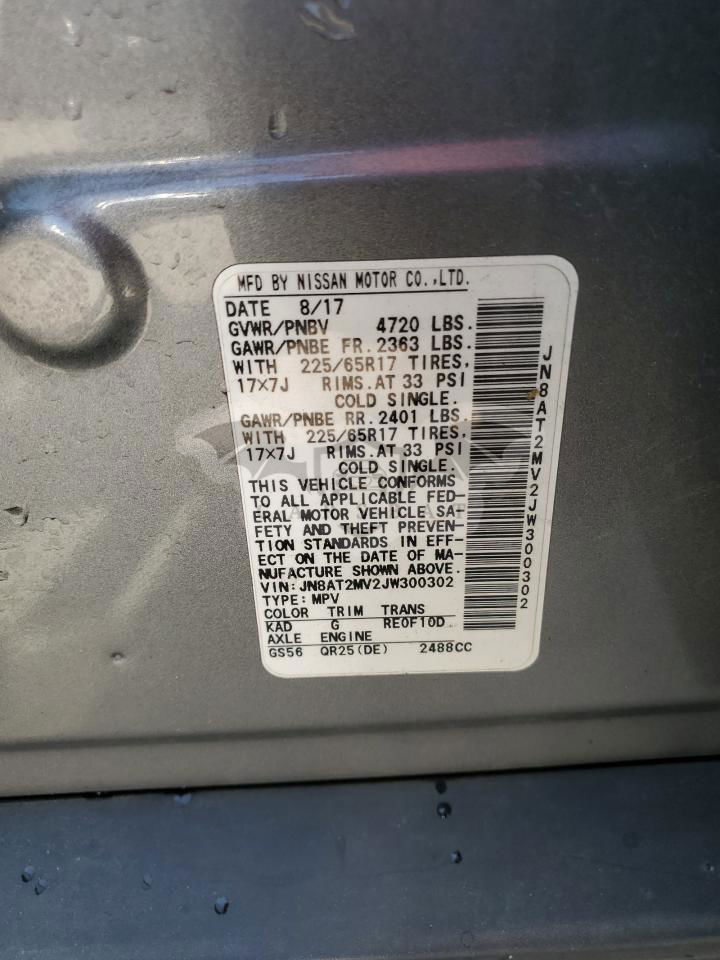 MFD BY NISSAN MOTOR CO.,LTD.
DATE 8/17
GVWR/PNBV 4720 LBS.
GAWR/PNBE FR. 2363 LBS.
WITH 225/65R17 TIRES,
17×7J RIMS.AT 33 PSI
COLD SINGLE.
GAWR/PNBE RR. 2401 LBS.
WITH 225/65R17 TIRES,
17×7J RIMS.AT 33 PSI
COLD SINGLE.
THIS VEHICLE CONFORMS
TO ALL APPLICABLE FED-
ERAL MOTOR VEHICLE SA-
FETY AND THEFT PREVEN-
TION STANDARDS IN EFF-
ECT ON THE DATE OF MA-
NUFACTURE SHOWN ABOVE.
VIN:JN8AT2MV2JW300302
TYPE:MPV
COLOR TRIM TRANS
KAD G RE0F10D
AXLE ENGINE
GS56 QR25(DE) 2488CC
JN8AT2MV2JW300302